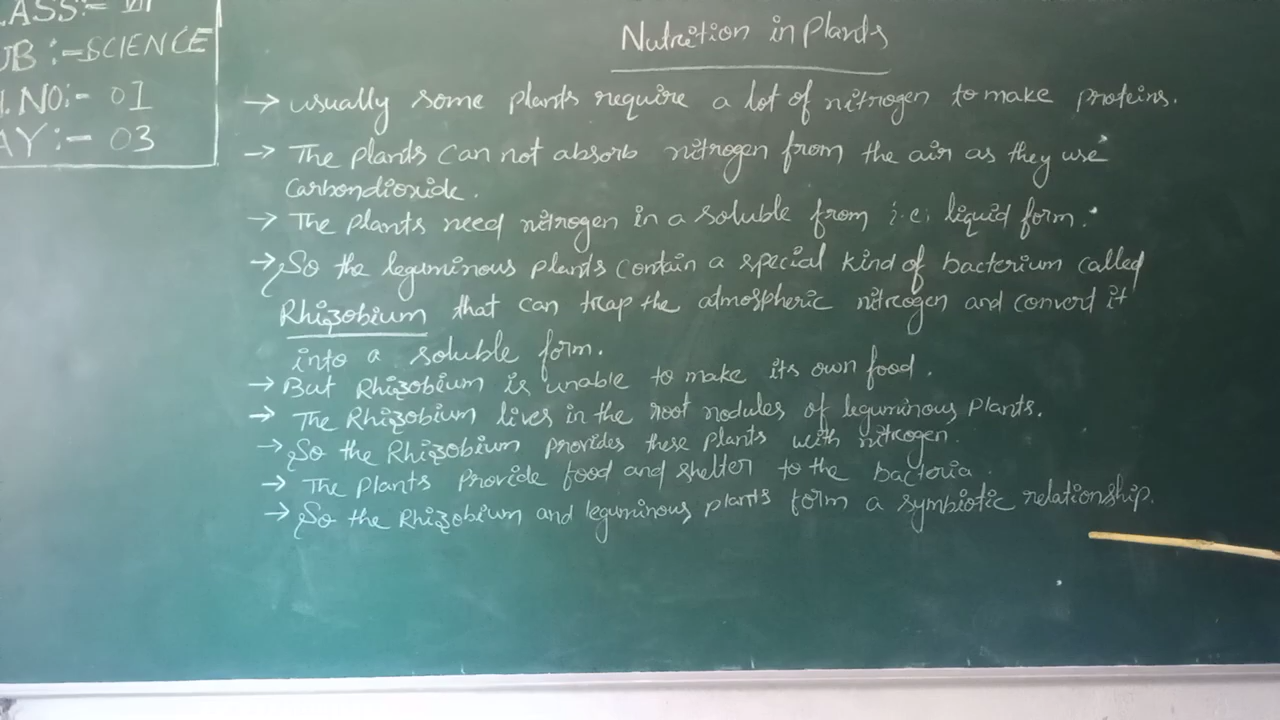 CLASS:- VII
SUB:-SCIENCE
NO:- 01
DAY:- 03
Nutrition in Plants
→ usually some plants require a lot of nitrogen to make proteins.
→ The plants can not absorb nitrogen from the air as they use
carbondioxide.
→ The plants need nitrogen in a soluble from i.e; liquid form.
→ So the leguminous plants contain a special kind of bacterium called
Rhizobium that can trap the atmospheric nitrogen and convert it
into a soluble form.
→ But Rhizobium is unable to make its own food.
→ The Rhizobium lives in the root nodules of leguminous plants.
→ So the Rhizobium provides these plants with nitrogen.
→ The plants provide food and shelter to the bacteria.
→ So the Rhizobium and leguminous plants form a symbiotic relationship.